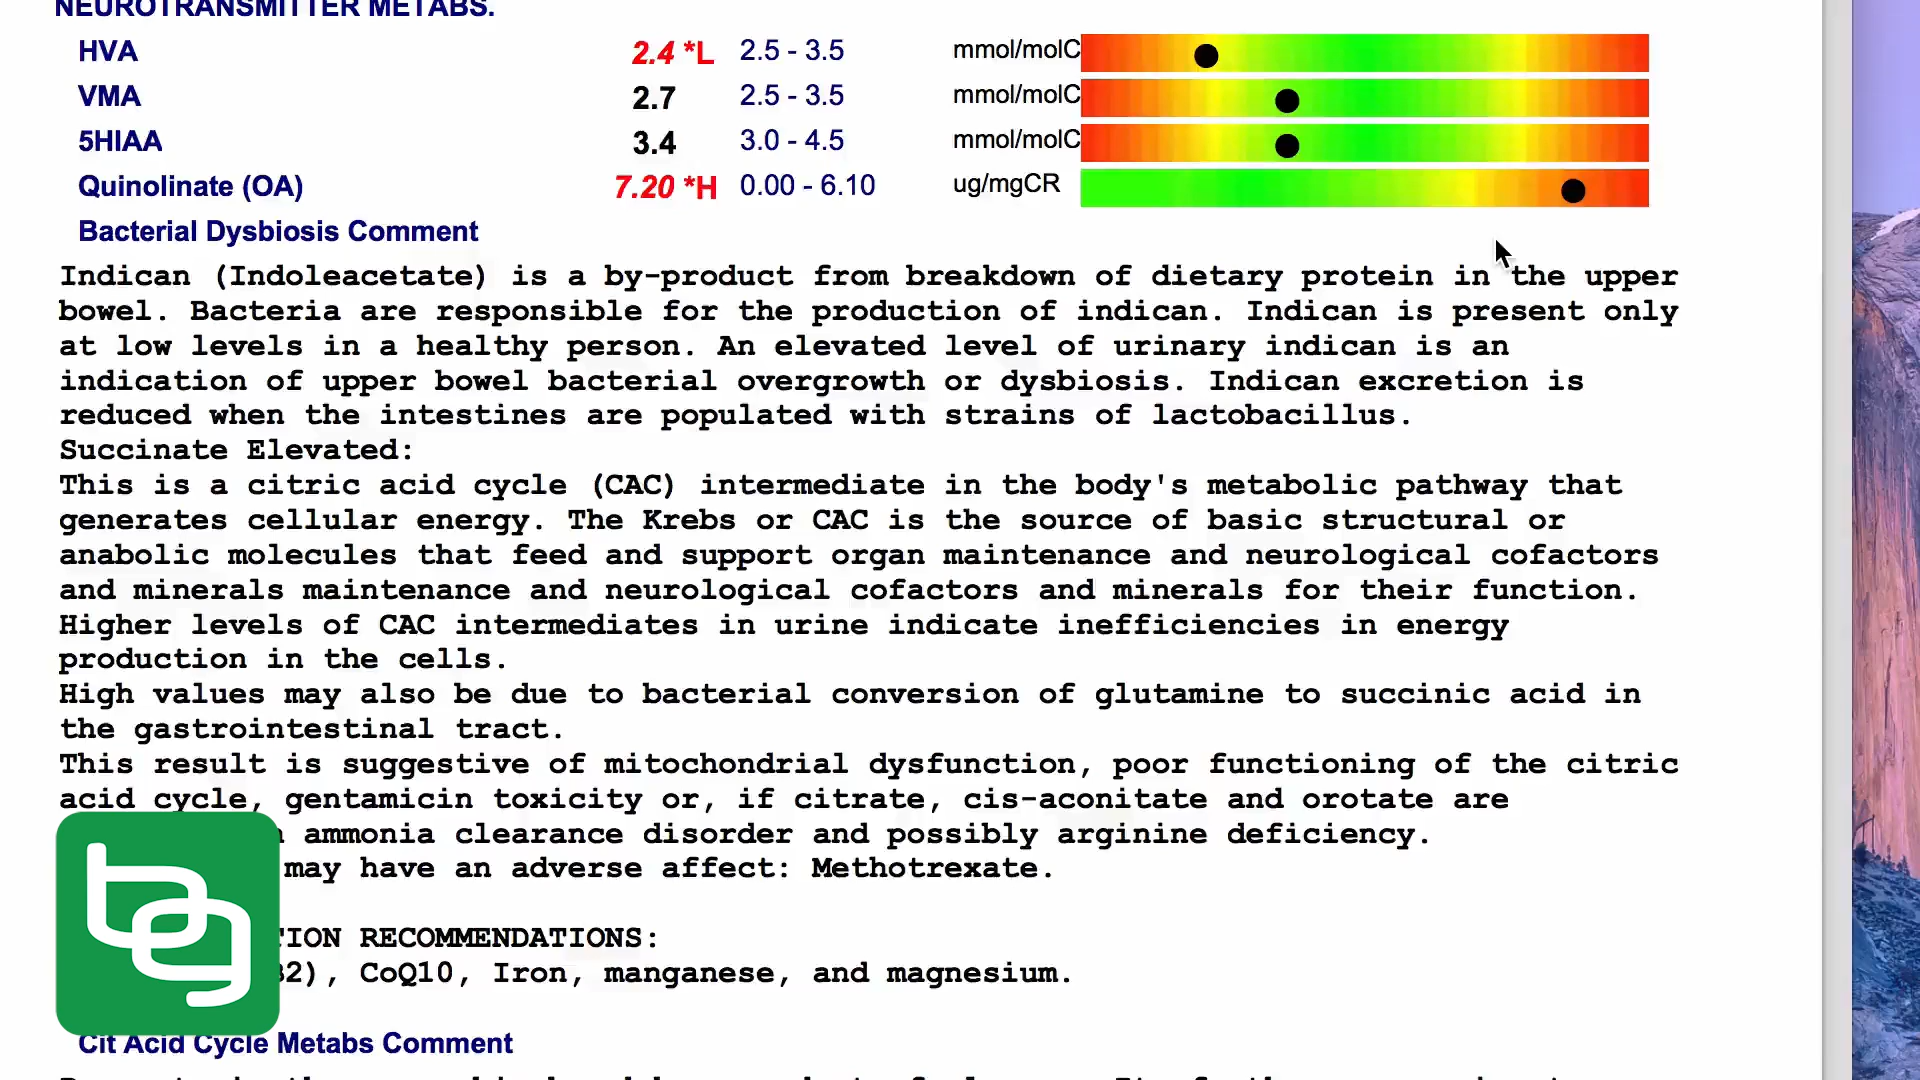 NEUROTRANSMITTER METABS.
HVA 2.4 *L 2.5 - 3.5 mmol/molC
VMA 2.7 2.5 - 3.5 mmol/molC
5HIAA 3.4 3.0 - 4.5 mmol/molC
Quinolinate (OA) 7.20 *H 0.00 - 6.10 ug/mgCR
Bacterial Dysbiosis Comment
Indican (Indoleacetate) is a by-product from breakdown of dietary protein in the upper
bowel. Bacteria are responsible for the production of indican. Indican is present only
at low levels in a healthy person. An elevated level of urinary indican is an
indication of upper bowel bacterial overgrowth or dysbiosis. Indican excretion is
reduced when the intestines are populated with strains of lactobacillus.
Succinate Elevated:
This is a citric acid cycle (CAC) intermediate in the body's metabolic pathway that
generates cellular energy. The Krebs or CAC is the source of basic structural or
anabolic molecules that feed and support organ maintenance and neurological cofactors
and minerals maintenance and neurological cofactors and minerals for their function.
Higher levels of CAC intermediates in urine indicate inefficiencies in energy
production in the cells.
High values may also be due to bacterial conversion of glutamine to succinic acid in
the gastrointestinal tract.
This result is suggestive of mitochondrial dysfunction, poor functioning of the citric
acid cycle, gentamicin toxicity or, if citrate, cis-aconitate and orotate are
ammonia clearance disorder and possibly arginine deficiency.
may have an adverse affect: Methotrexate.
TION RECOMMENDATIONS:
B2), CoQ10, Iron, manganese, and magnesium.
Cit Acid Cycle Metabs Comment